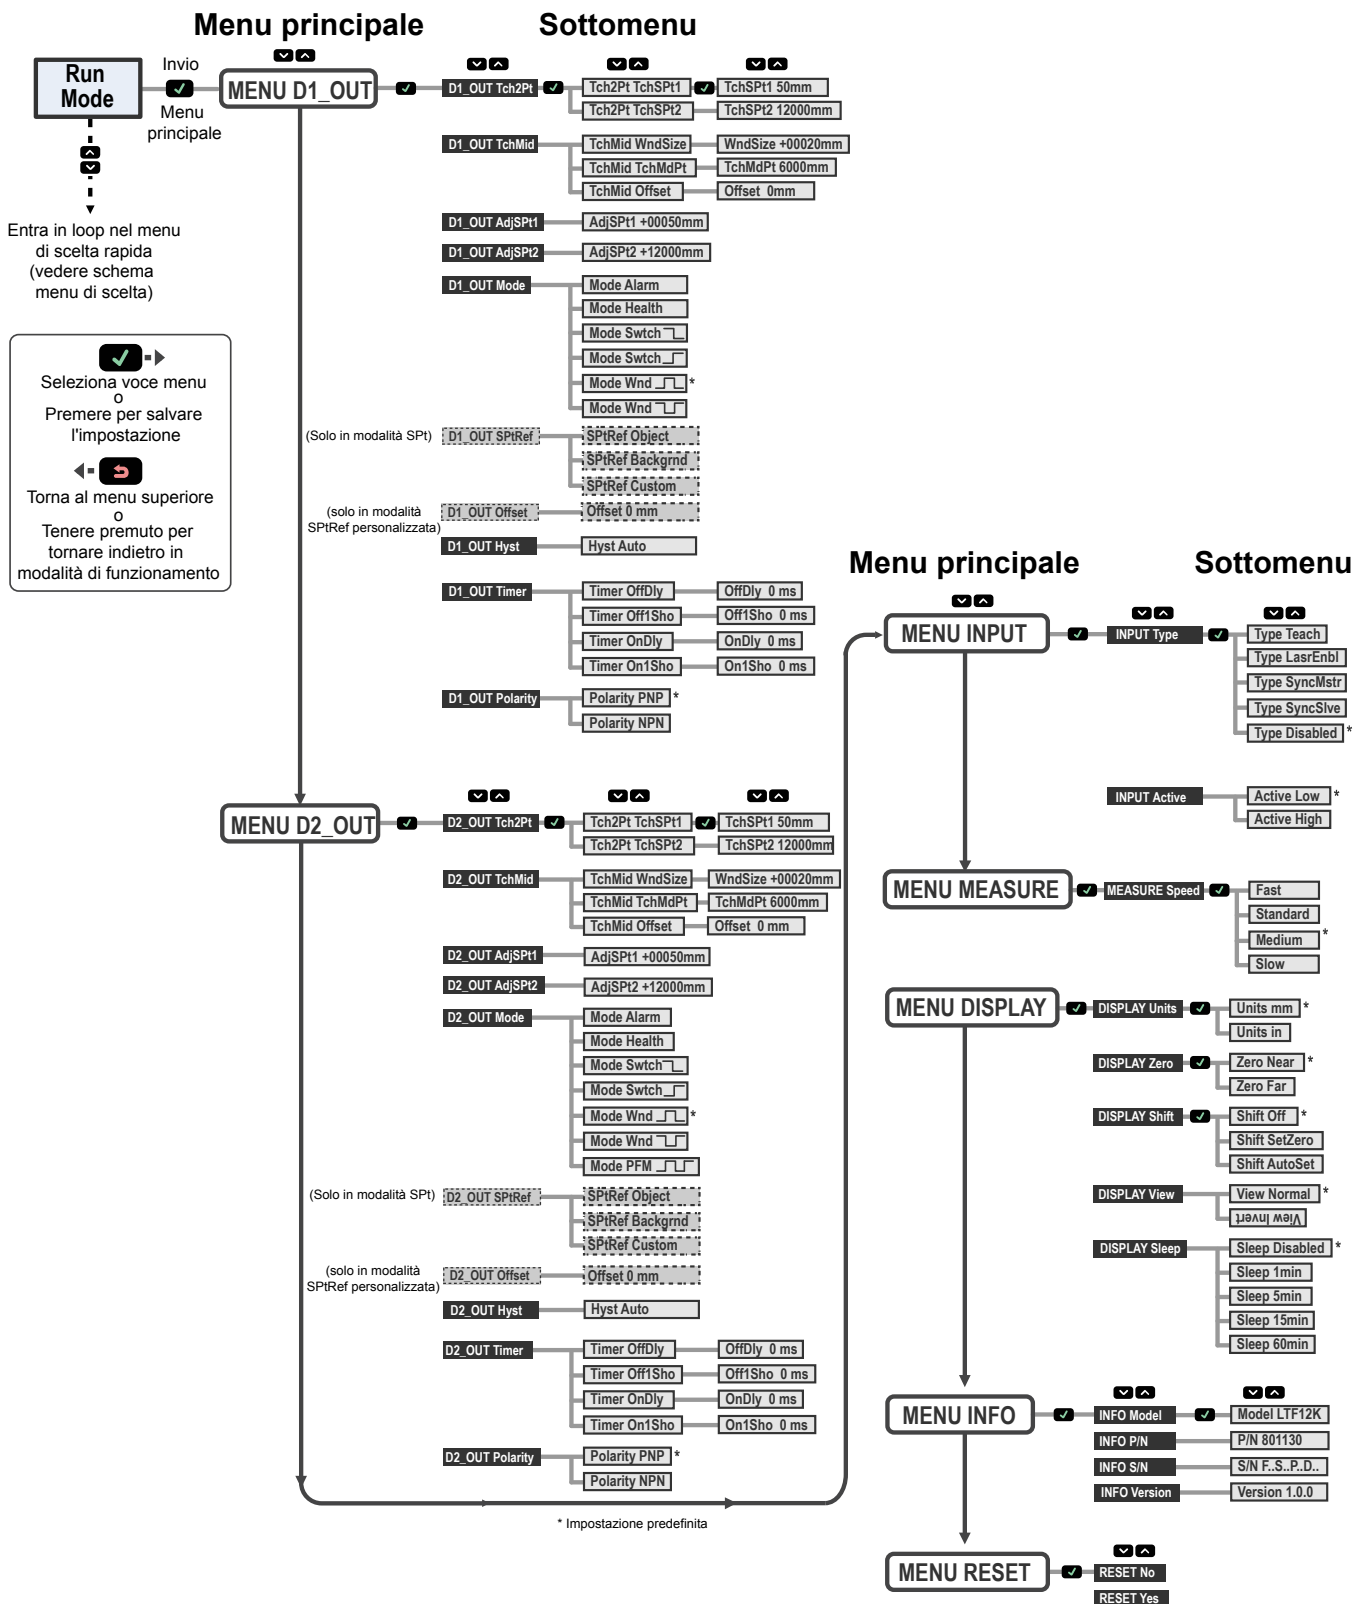 Menu principale
Sottomenu
Run
Mode
Invio
Menu
principale
Entra in loop nel menu
di scelta rapida
(vedere schema
menu di scelta)
Seleziona voce menu
o
Premere per salvare
l'impostazione
Torna al menu superiore
o
Tenere premuto per
tornare indietro in
modalità di funzionamento
MENU D1_OUT
D1_OUT Tch2Pt
Tch2Pt TchSPt1
TchSPt1 50mm
Tch2Pt TchSPt2
TchSPt2 12000mm
D1_OUT TchMid
TchMid WndSize
WndSize +00020mm
TchMid TchMdPt
TchMdPt 6000mm
TchMid Offset
Offset 0mm
D1_OUT AdjSPt1
AdjSPt1 +00050mm
D1_OUT AdjSPt2
AdjSPt2 +12000mm
D1_OUT Mode
Mode Alarm
Mode Health
Mode Swtch
Mode Swtch
Mode Wnd *
Mode Wnd
(Solo in modalità SPt)
D1_OUT SPtRef
SPtRef Object
SPtRef Backgrnd
SPtRef Custom
(solo in modalità
SPtRef personalizzata)
D1_OUT Offset
Offset 0 mm
D1_OUT Hyst
Hyst Auto
D1_OUT Timer
Timer OffDly
OffDly 0 ms
Timer Off1Sho
Off1Sho 0 ms
Timer OnDly
OnDly 0 ms
Timer On1Sho
On1Sho 0 ms
D1_OUT Polarity
Polarity PNP *
Polarity NPN
MENU D2_OUT
D2_OUT Tch2Pt
Tch2Pt TchSPt1
TchSPt1 50mm
Tch2Pt TchSPt2
TchSPt2 12000mm
D2_OUT TchMid
TchMid WndSize
WndSize +00020mm
TchMid TchMdPt
TchMdPt 6000mm
TchMid Offset
Offset 0 mm
D2_OUT AdjSPt1
AdjSPt1 +00050mm
D2_OUT AdjSPt2
AdjSPt2 +12000mm
D2_OUT Mode
Mode Alarm
Mode Health
Mode Swtch
Mode Swtch
Mode Wnd *
Mode Wnd
Mode PFM
(Solo in modalità SPt)
D2_OUT SPtRef
SPtRef Object
SPtRef Backgrnd
SPtRef Custom
(solo in modalità
SPtRef personalizzata)
D2_OUT Offset
Offset 0 mm
D2_OUT Hyst
Hyst Auto
D2_OUT Timer
Timer OffDly
OffDly 0 ms
Timer Off1Sho
Off1Sho 0 ms
Timer OnDly
OnDly 0 ms
Timer On1Sho
On1Sho 0 ms
D2_OUT Polarity
Polarity PNP *
Polarity NPN
* Impostazione predefinita
Menu principale
Sottomenu
MENU INPUT
INPUT Type
Type Teach
Type LasrEnbl
Type SyncMstr
Type SyncSlve
Type Disabled *
INPUT Active
Active Low *
Active High
MENU MEASURE
MEASURE Speed
Fast
Standard
Medium *
Slow
MENU DISPLAY
DISPLAY Units
Units mm *
Units in
DISPLAY Zero
Zero Near *
Zero Far
DISPLAY Shift
Shift Off *
Shift SetZero
Shift AutoSet
DISPLAY View
View Normal *
View Invert
DISPLAY Sleep
Sleep Disabled *
Sleep 1min
Sleep 5min
Sleep 15min
Sleep 60min
MENU INFO
INFO Model
Model LTF12K
INFO P/N
P/N 801130
INFO S/N
S/N F..S..P..D..
INFO Version
Version 1.0.0
MENU RESET
RESET No
RESET Yes